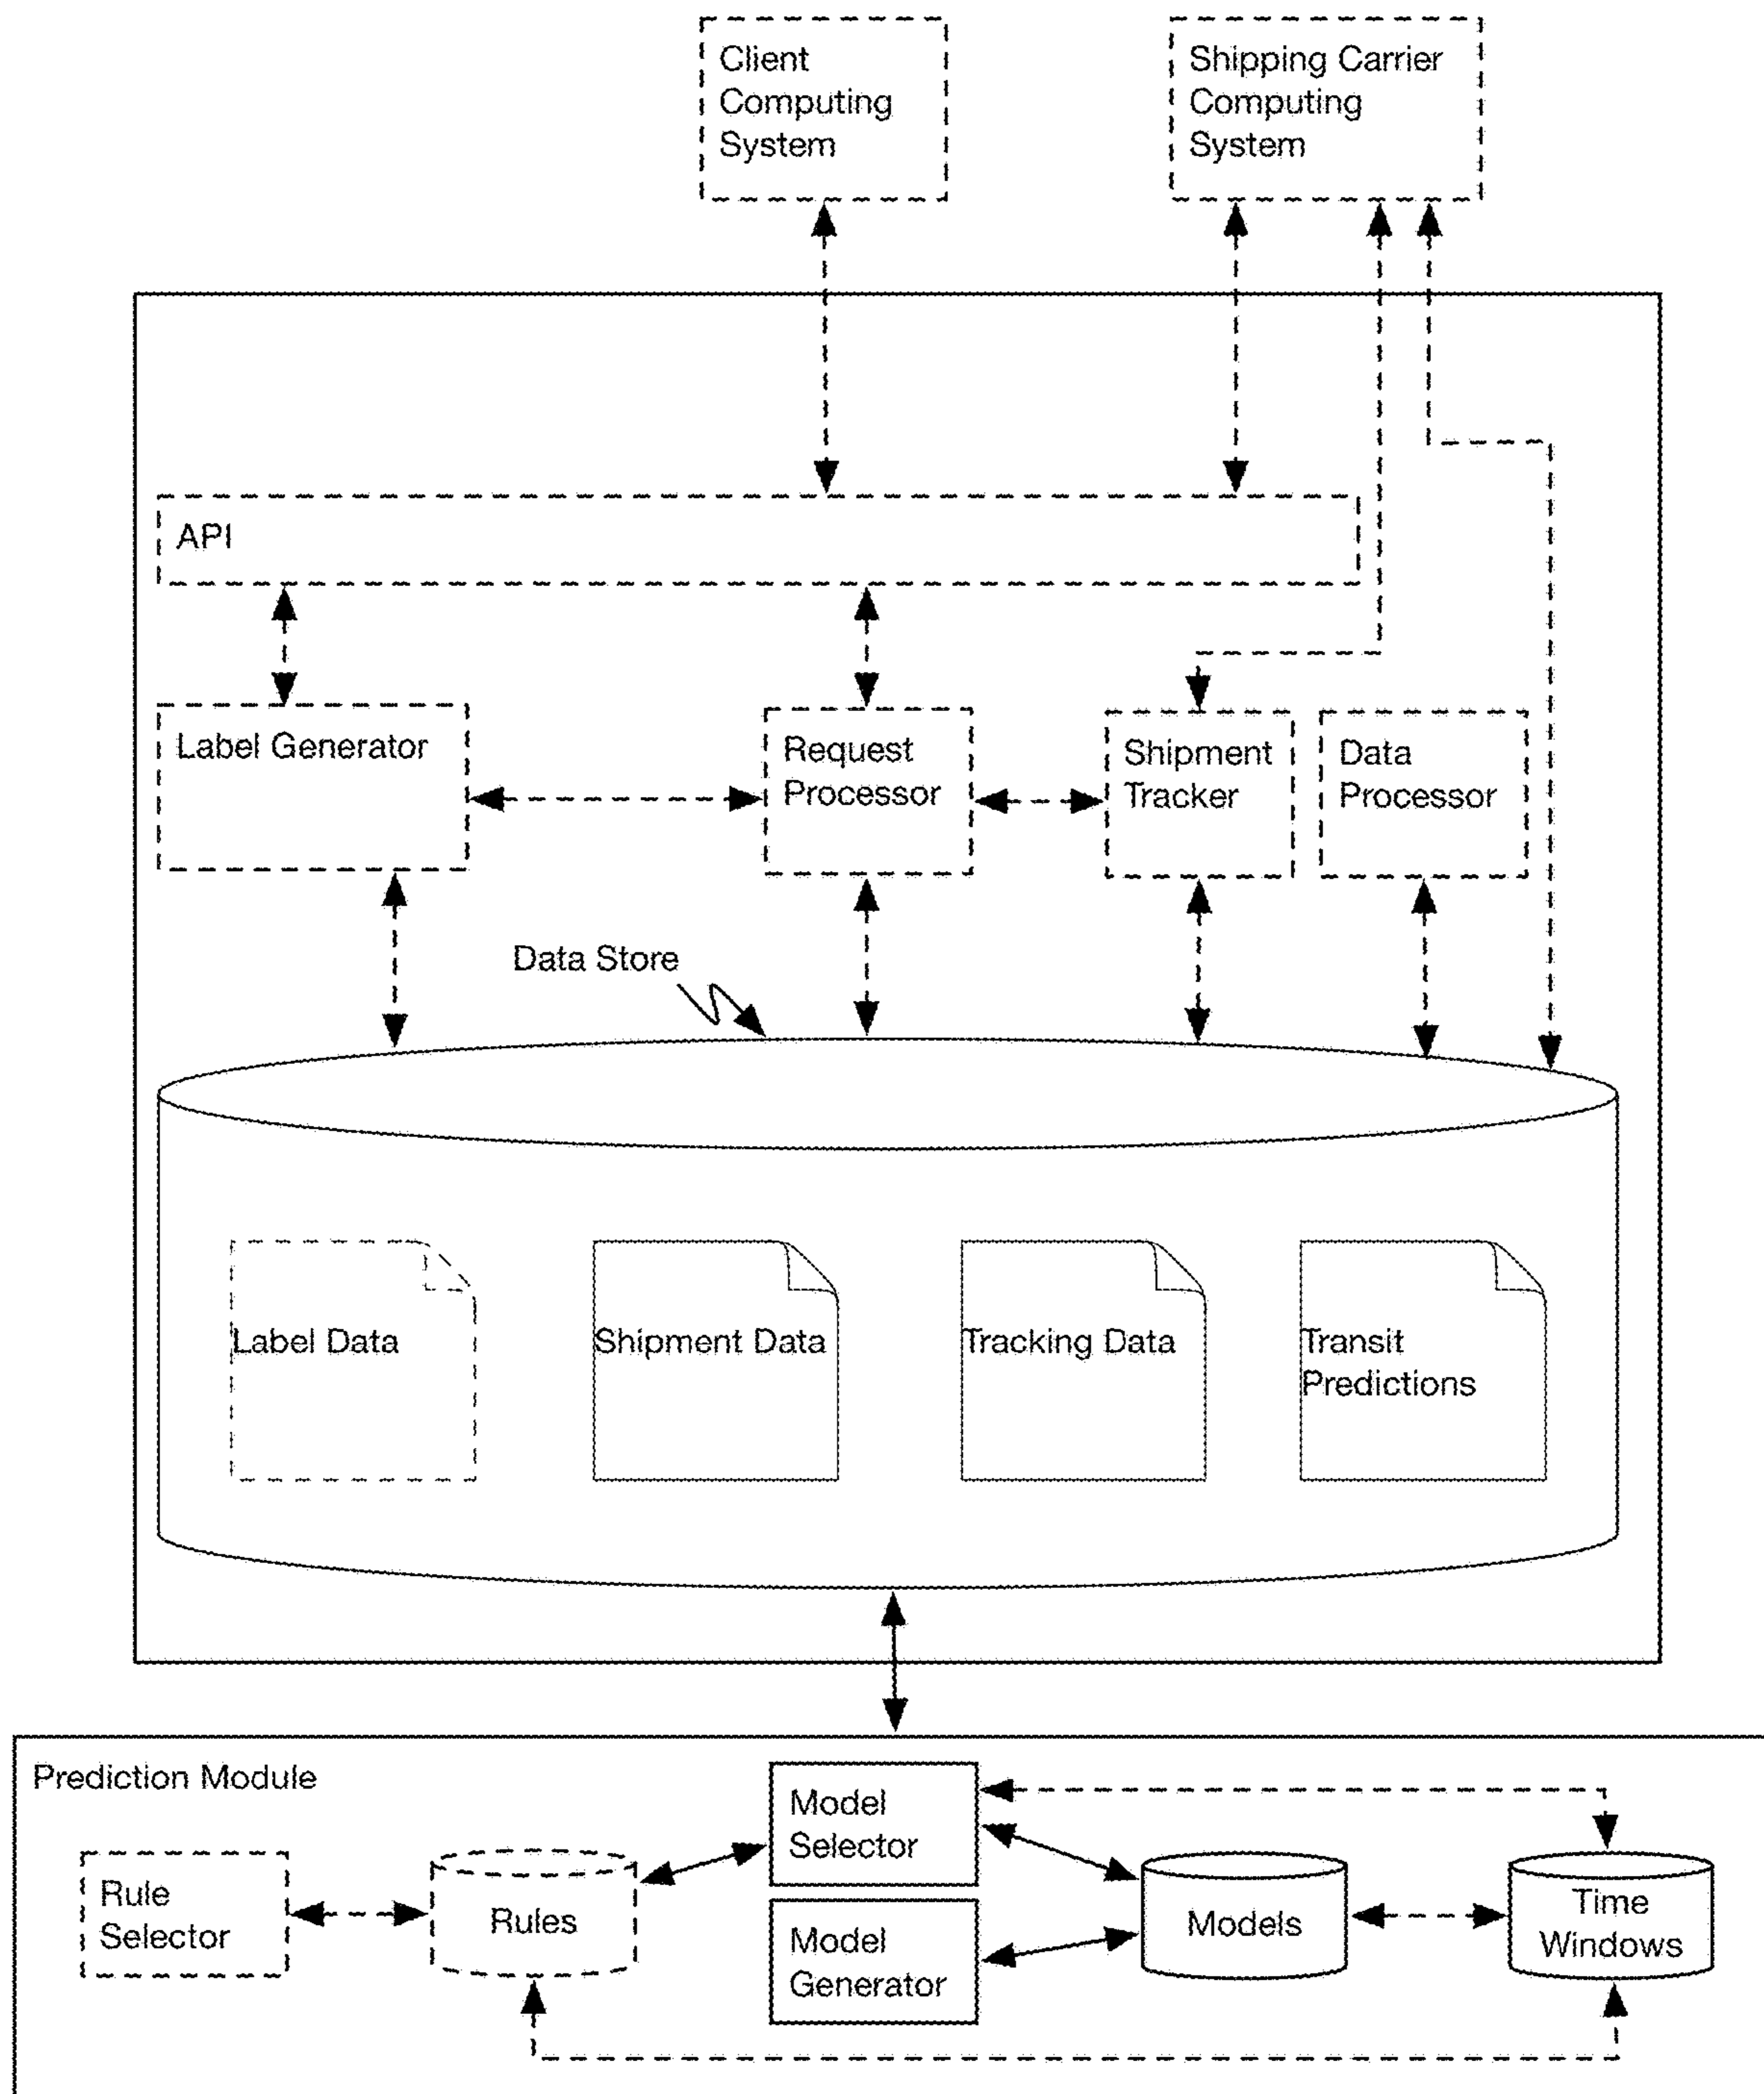 Client
Computing
System
Shipping Carrier
Computing
System
API
Label Generator
Request
Processor
Shipment
Tracker
Data
Processor
Data Store
Label Data
Shipment Data
Tracking Data
Transit
Predictions
Prediction Module
Model
Selector
Rule
Selector
Rules
Model
Generator
Models
Time
Windows